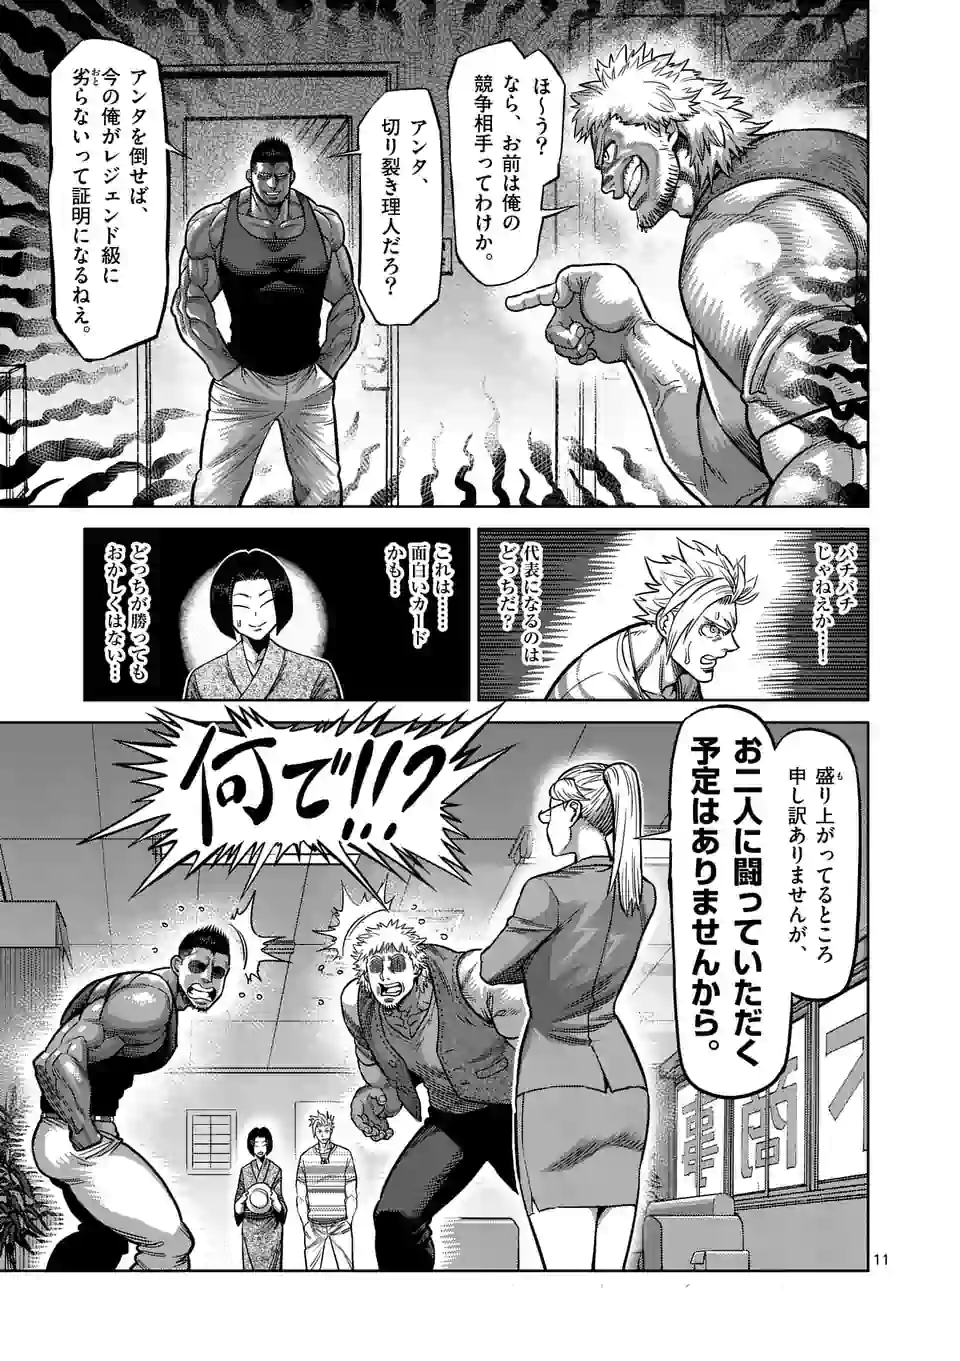 ほ〜う?
なら、お前は俺の
競争相手ってわけか。
アンタ、
切り裂き理人だろ?
アンタを倒せば、
今の俺がレジェンド級に
劣らないって証明になるねえ。
おと
バチバチ
じゃねえか…!
代表になるのは
どっちだ?
これは……
面白いカード
かも…
どっちが勝っても
おかしくはない…
盛り上がってるところ
も
申し訳ありませんが、
お二人に闘っていただく
予定はありませんから。
何で!!?
11